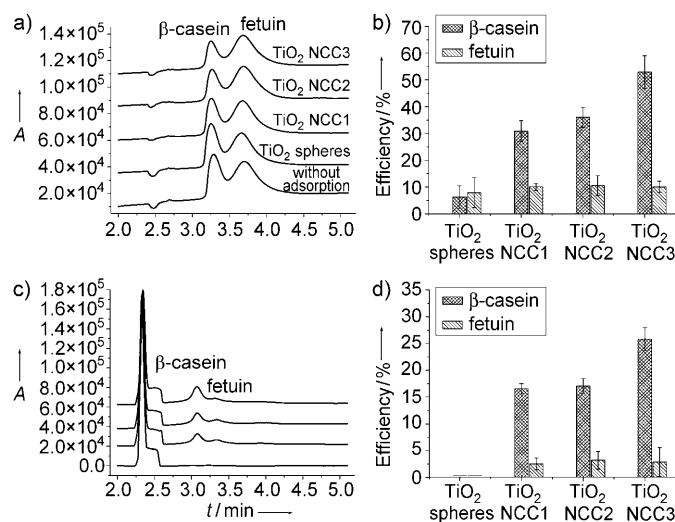 a)
β-casein fetuin
1.4×10⁵
1.2×10⁵
1.0×10⁵
8.0×10⁴
6.0×10⁴
4.0×10⁴
2.0×10⁴
A
TiO₂ NCC3
TiO₂ NCC2
TiO₂ NCC1
TiO₂ spheres
without
adsorption
2.0 2.5 3.0 3.5 4.0 4.5 5.0
b)
β-casein
fetuin
Efficiency/%
70
60
50
40
30
20
10
0
TiO₂ spheres
TiO₂ NCC1
TiO₂ NCC2
TiO₂ NCC3
c)
1.8×10⁵
1.6×10⁵
1.4×10⁵
1.2×10⁵
1.0×10⁵
8.0×10⁴
6.0×10⁴
4.0×10⁴
2.0×10⁴
0.0
A
β-casein
fetuin
2.0 2.5 3.0 3.5 4.0 4.5 5.0
t/min
d)
β-casein
fetuin
Efficiency/%
35
30
25
20
15
10
5
0
TiO₂ spheres
TiO₂ NCC1
TiO₂ NCC2
TiO₂ NCC3